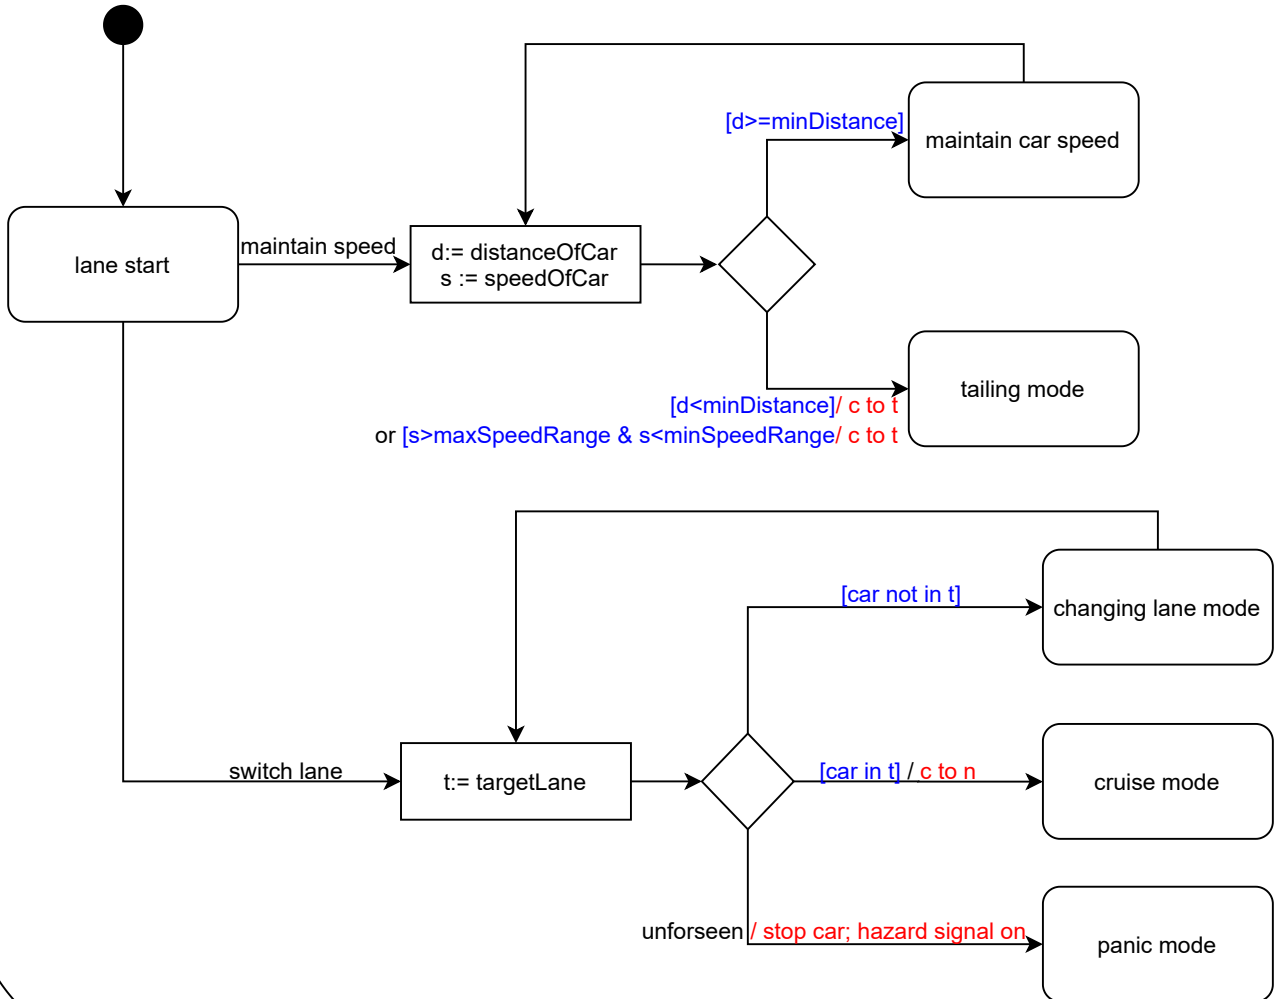 [d>=minDistance]
maintain car speed
lane start
maintain speed
d:= distanceOfCar
s := speedOfCar
tailing mode
[d<minDistance]/ c to t
or [s>maxSpeedRange & s<minSpeedRange/ c to t
[car not in t]
changing lane mode
switch lane
t:= targetLane
[car in t] / c to n
cruise mode
unforseen / stop car; hazard signal on
panic mode